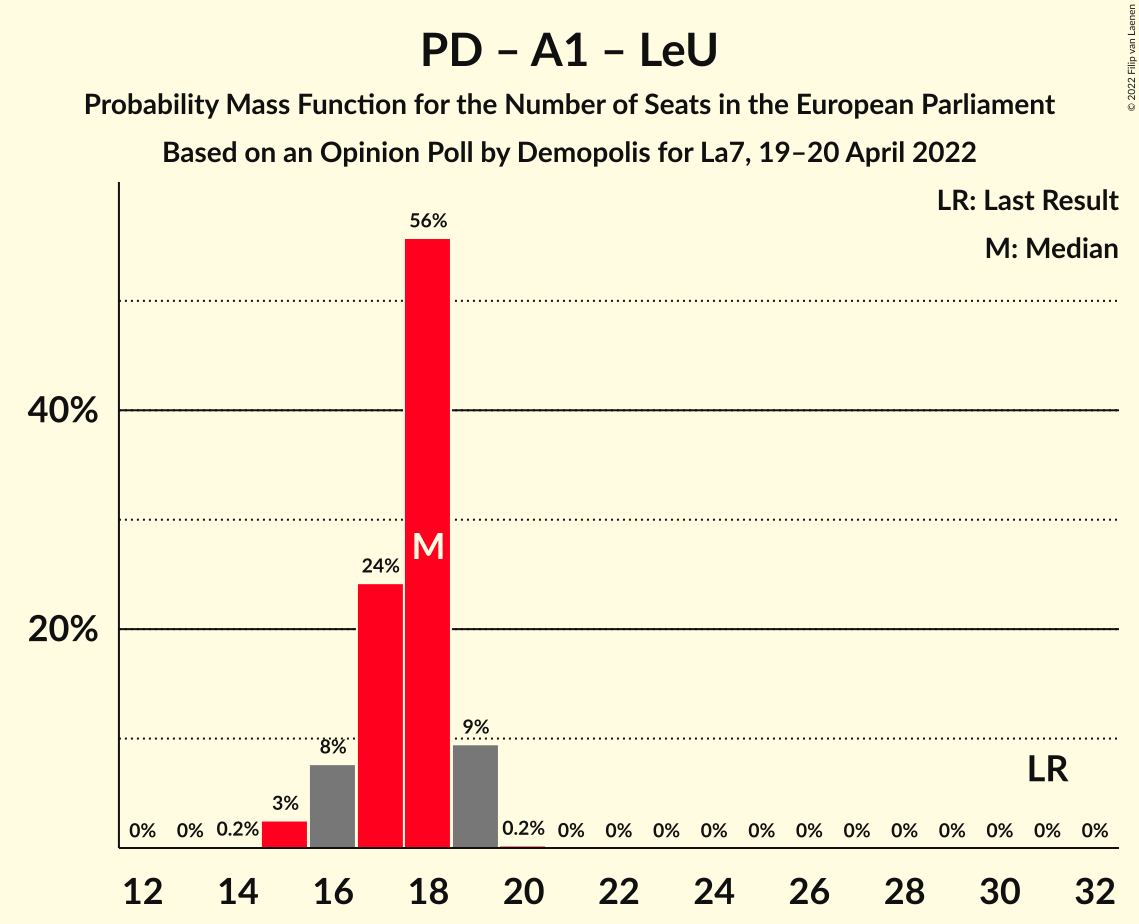 PD – A1 – LeU
Probability Mass Function for the Number of Seats in the European Parliament
Based on an Opinion Poll by Demopolis for La7, 19–20 April 2022
© 2022 Filip van Laenen
LR: Last Result
M: Median
56%
40%
M
24%
20%
9%
8%
LR
3%
0% 0% 0.2% 0.2% 0% 0% 0% 0% 0% 0% 0% 0% 0% 0% 0% 0%
12 14 16 18 20 22 24 26 28 30 32